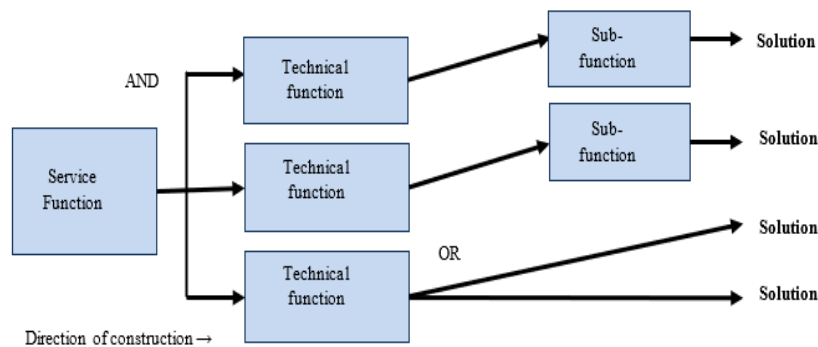 AND
Service
Function
Technical
function
Sub-
function
Solution
Technical
function
Sub-
function
Solution
Technical
function
OR
Solution
Solution
Direction of construction →